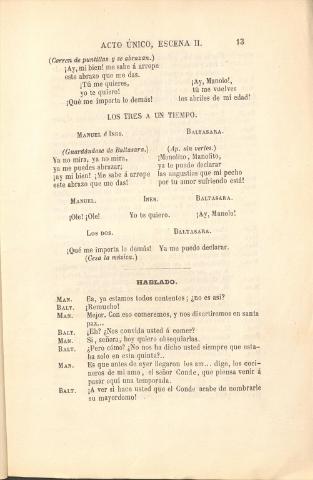 ACTO ÚNICO, ESCENA II. 13
(Corren de puntillas y se abrazan.)
¡Ay, mi bien! me sabe á arrope
este abrazo que me das.
¡Tú me quieres, ¡Ay, Manolo!,
yo te quiero! tú me vuelves
¡Qué me importa lo demás! los abriles de mi edad!
LOS TRES A UN TIEMPO.
MANUEL é INES. BALTASARA.
(Guardándose de Baltasara.) (Ap. sin verles.)
Ya no mira, ya no mira, ¡Manolito, Manolito,
ya me puedes abrazar; ya te puedo declarar
¡ay mi bien! ¡Me sabe á arrope las angustias que mi pecho
este abrazo que me das! por tu amor sufriendo está!
MANUEL. INES. BALTASARA.
¡Ole! ¡Ole! Yo te quiero. ¡Ay, Manolo!
LOS DOS. BALTASARA.
¡Qué me importa lo demás! Ya me puedo declarar.
(Cesa la música.)
HABLADO.
MAN. Ea, ya estamos todos contentos; ¿no es así?
BALT. ¡Remucho!
MAN. Mejor. Con eso comeremos, y nos divertiremos en santa
paz...
BALT. ¿Eh? ¿Nos convida usted á comer?
MAN. Si, señora, hoy quiero obsequiarlas.
BALT. ¿Pero cómo? ¿No nos ha dicho usted siempre que esta-
ba solo en esta quinta?..
MAN. Es que antes de ayer llegaron los am... digo, los coci-
neros de mi amo, el señor Conde, que piensa venir á
pasar aquí una temporada.
BALT. ¡A ver si hace usted que el Conde acabe de nombrarle
su mayordomo!